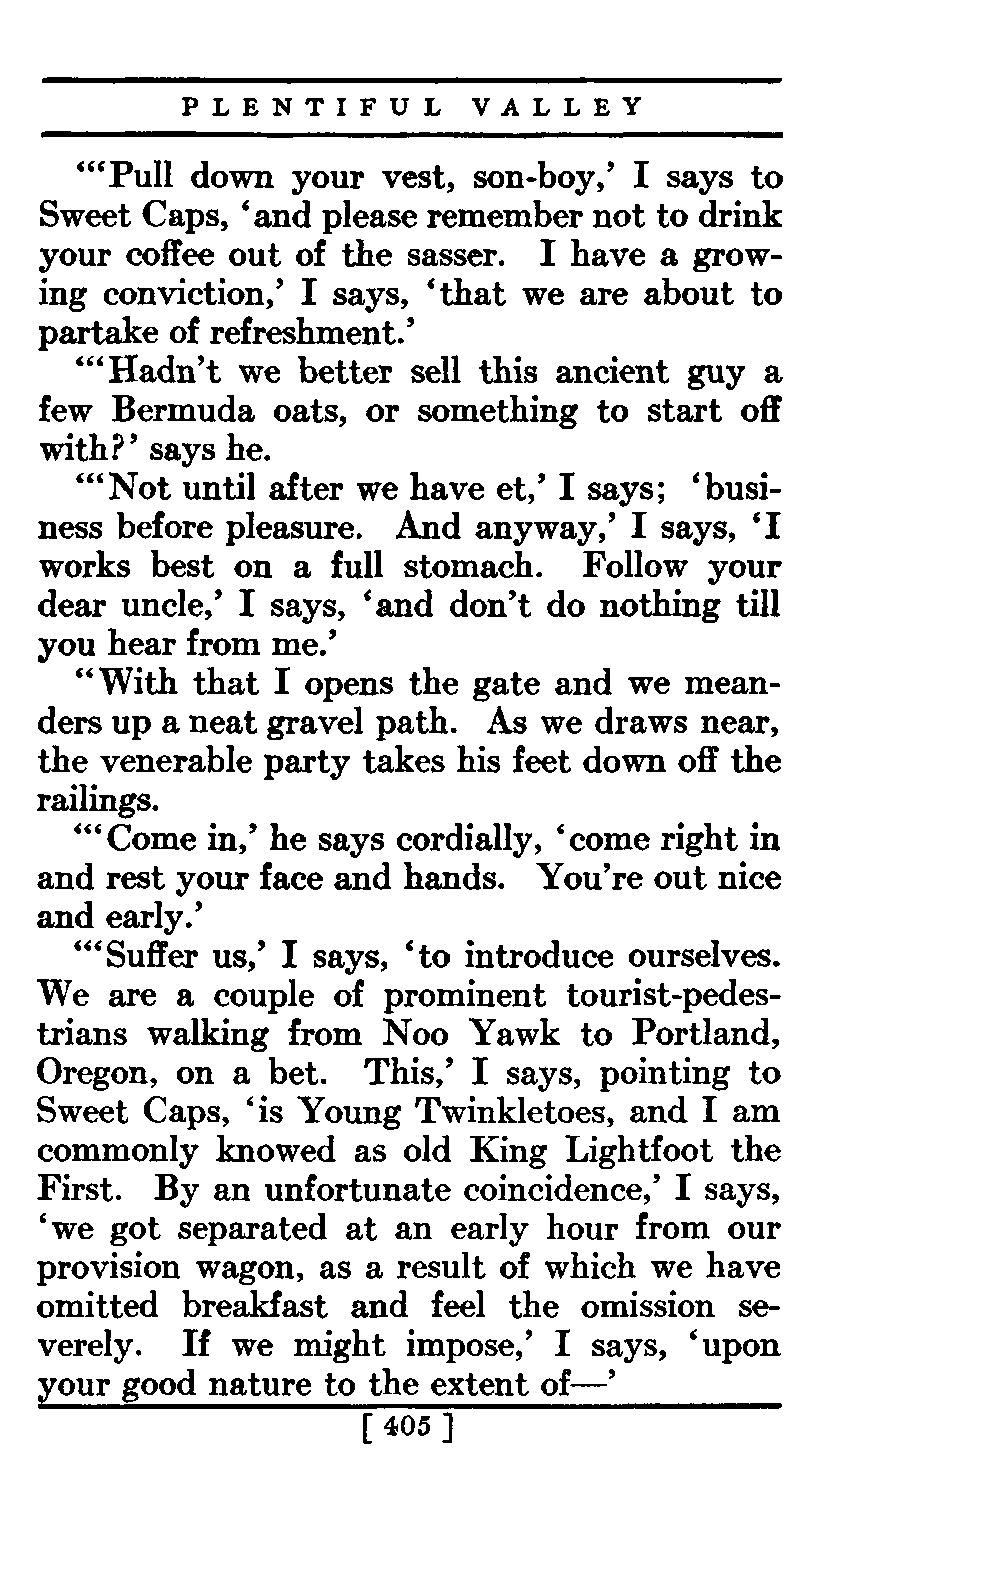 PLENTIFUL VALLEY
“‘Pull down your vest, son-boy,’ I says to
Sweet Caps, ‘and please remember not to drink
your coffee out of the sasser. I have a grow-
ing conviction,’ I says, ‘that we are about to
partake of refreshment.’
“‘Hadn’t we better sell this ancient guy a
few Bermuda oats, or something to start off
with?’ says he.
“‘Not until after we have et,’ I says; ‘busi-
ness before pleasure. And anyway,’ I says, ‘I
works best on a full stomach. Follow your
dear uncle,’ I says, ‘and don’t do nothing till
you hear from me.’
“With that I opens the gate and we mean-
ders up a neat gravel path. As we draws near,
the venerable party takes his feet down off the
railings.
“‘Come in,’ he says cordially, ‘come right in
and rest your face and hands. You’re out nice
and early.’
“‘Suffer us,’ I says, ‘to introduce ourselves.
We are a couple of prominent tourist-pedes-
trians walking from Noo Yawk to Portland,
Oregon, on a bet. This,’ I says, pointing to
Sweet Caps, ‘is Young Twinkletoes, and I am
commonly knowed as old King Lightfoot the
First. By an unfortunate coincidence,’ I says,
‘we got separated at an early hour from our
provision wagon, as a result of which we have
omitted breakfast and feel the omission se-
verely. If we might impose,’ I says, ‘upon
your good nature to the extent of—’
[ 405 ]